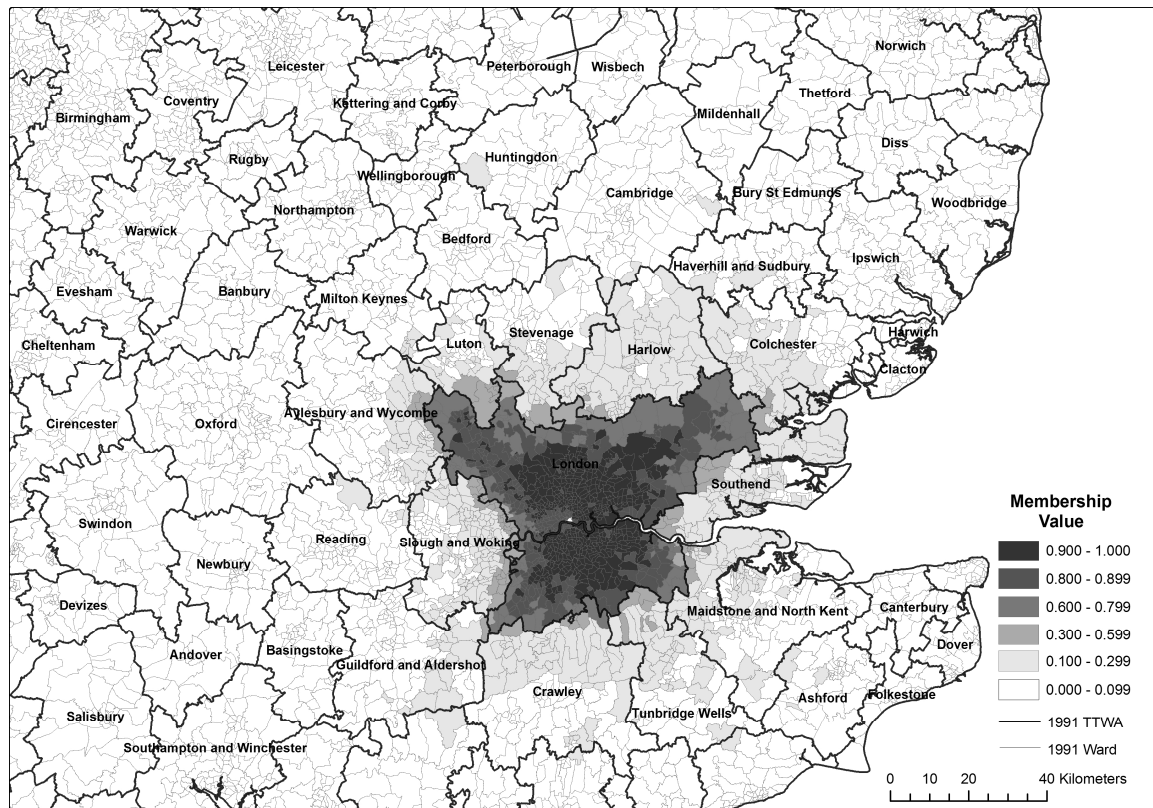 Norwich
Leicester
Peterborough
Wisbech
Thetford
Coventry
Kettering and Corby
Mildenhall
Birmingham
Diss
Rugby
Huntingdon
Wellingborough
Cambridge
Bury St Edmunds
Northampton
Woodbridge
Warwick
Bedford
Ipswich
Haverhill and Sudbury
Evesham
Banbury
Milton Keynes
Stevenage
Harwich
Cheltenham
Luton
Harlow
Colchester
Clacton
Aylesbury and Wycombe
Cirencester
Oxford
London
Southend
Membership
Value
Swindon
Reading
Slough and Woking
0.900 - 1.000
Newbury
0.800 - 0.899
Devizes
Maidstone and North Kent
Canterbury
0.600 - 0.799
0.300 - 0.599
Andover
Basingstoke
Dover
Guildford and Aldershot
0.100 - 0.299
Crawley
Ashford
Folkestone
0.000 - 0.099
Salisbury
Tunbridge Wells
1991 TTWA
Southampton and Winchester
1991 Ward
0 10 20 40 Kilometers